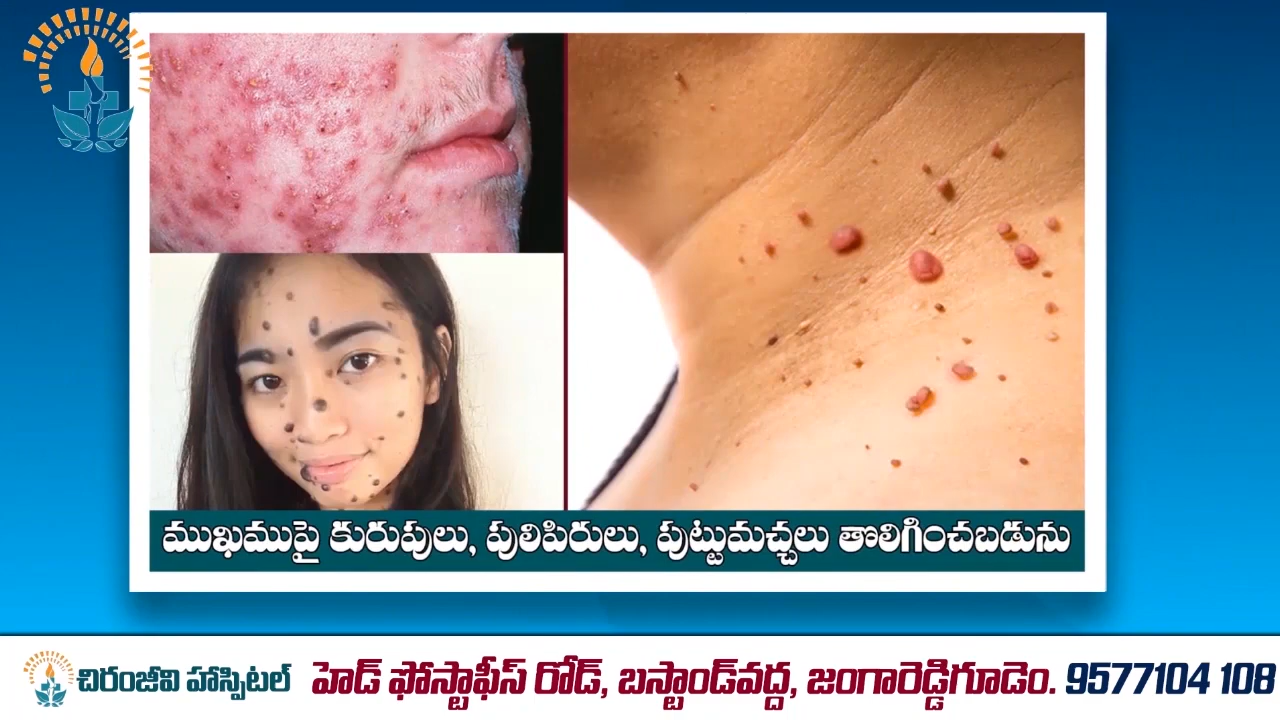 ముఖముపై కురుపులు, పులిపిరులు, పుట్టుమచ్చలు తొలిగించబడును
చిరంజీవి హాస్పిటల్ హెడ్ ఫోస్టాఫీస్ రోడ్, బస్టాండ్‌వద్ద, జంగారెడ్డిగూడెం. 9577104 108